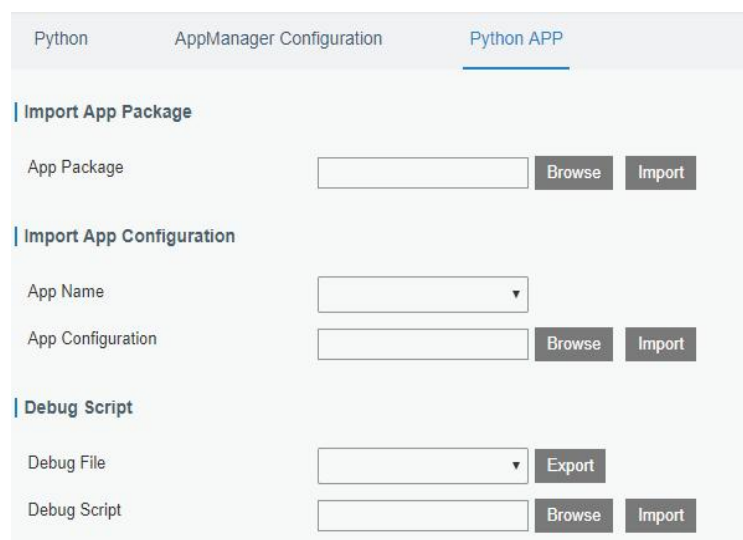 Python AppManager Configuration Python APP
Import App Package
App Package Browse Import
Import App Configuration
App Name
App Configuration Browse Import
Debug Script
Debug File Export
Debug Script Browse Import